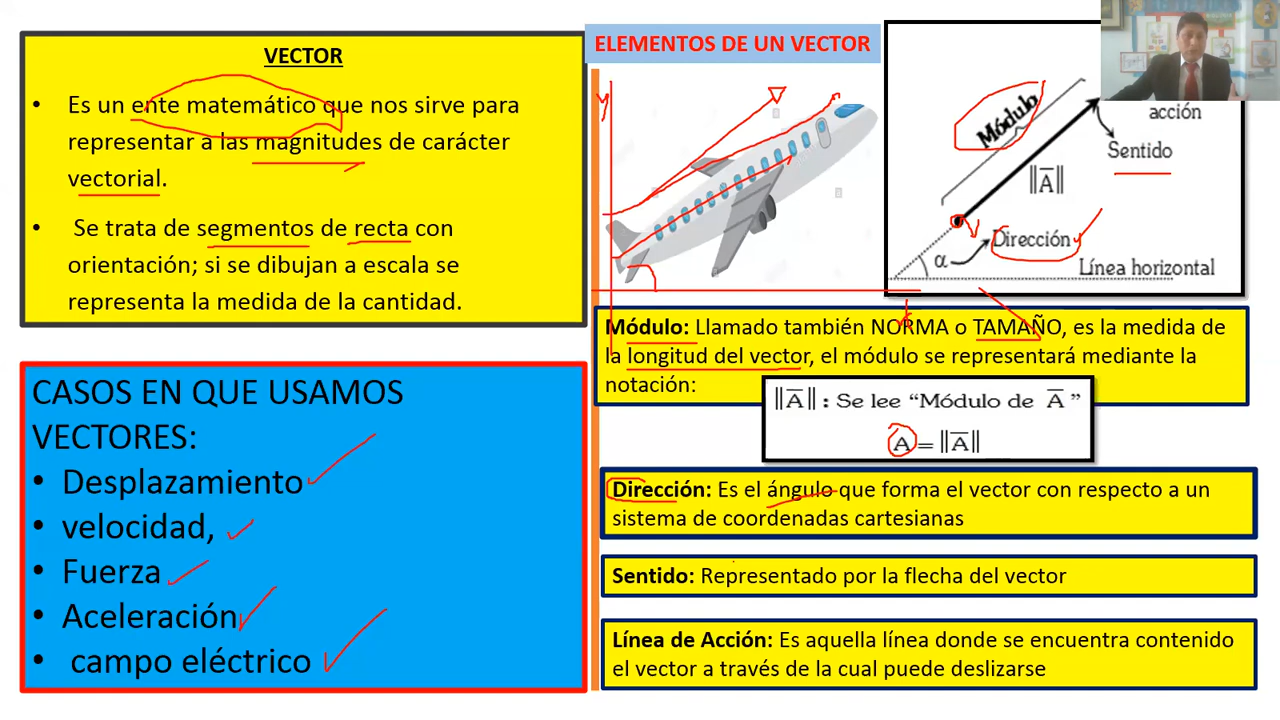 VECTOR
• Es un ente matemático que nos sirve para
representar a las magnitudes de carácter
vectorial.
• Se trata de segmentos de recta con
orientación; si se dibujan a escala se
representa la medida de la cantidad.
CASOS EN QUE USAMOS
VECTORES:
• Desplazamiento
• velocidad,
• Fuerza
• Aceleración
• campo eléctrico
ELEMENTOS DE UN VECTOR
y
x
Módulo
acción
Sentido
‖A̅‖
Dirección
α
Línea horizontal
Módulo: Llamado también NORMA o TAMAÑO, es la medida de
la longitud del vector, el módulo se representará mediante la
notación:
‖A̅‖ : Se lee “Módulo de A̅ ”
A = ‖A̅‖
Dirección: Es el ángulo que forma el vector con respecto a un
sistema de coordenadas cartesianas
Sentido: Representado por la flecha del vector
Línea de Acción: Es aquella línea donde se encuentra contenido
el vector a través de la cual puede deslizarse